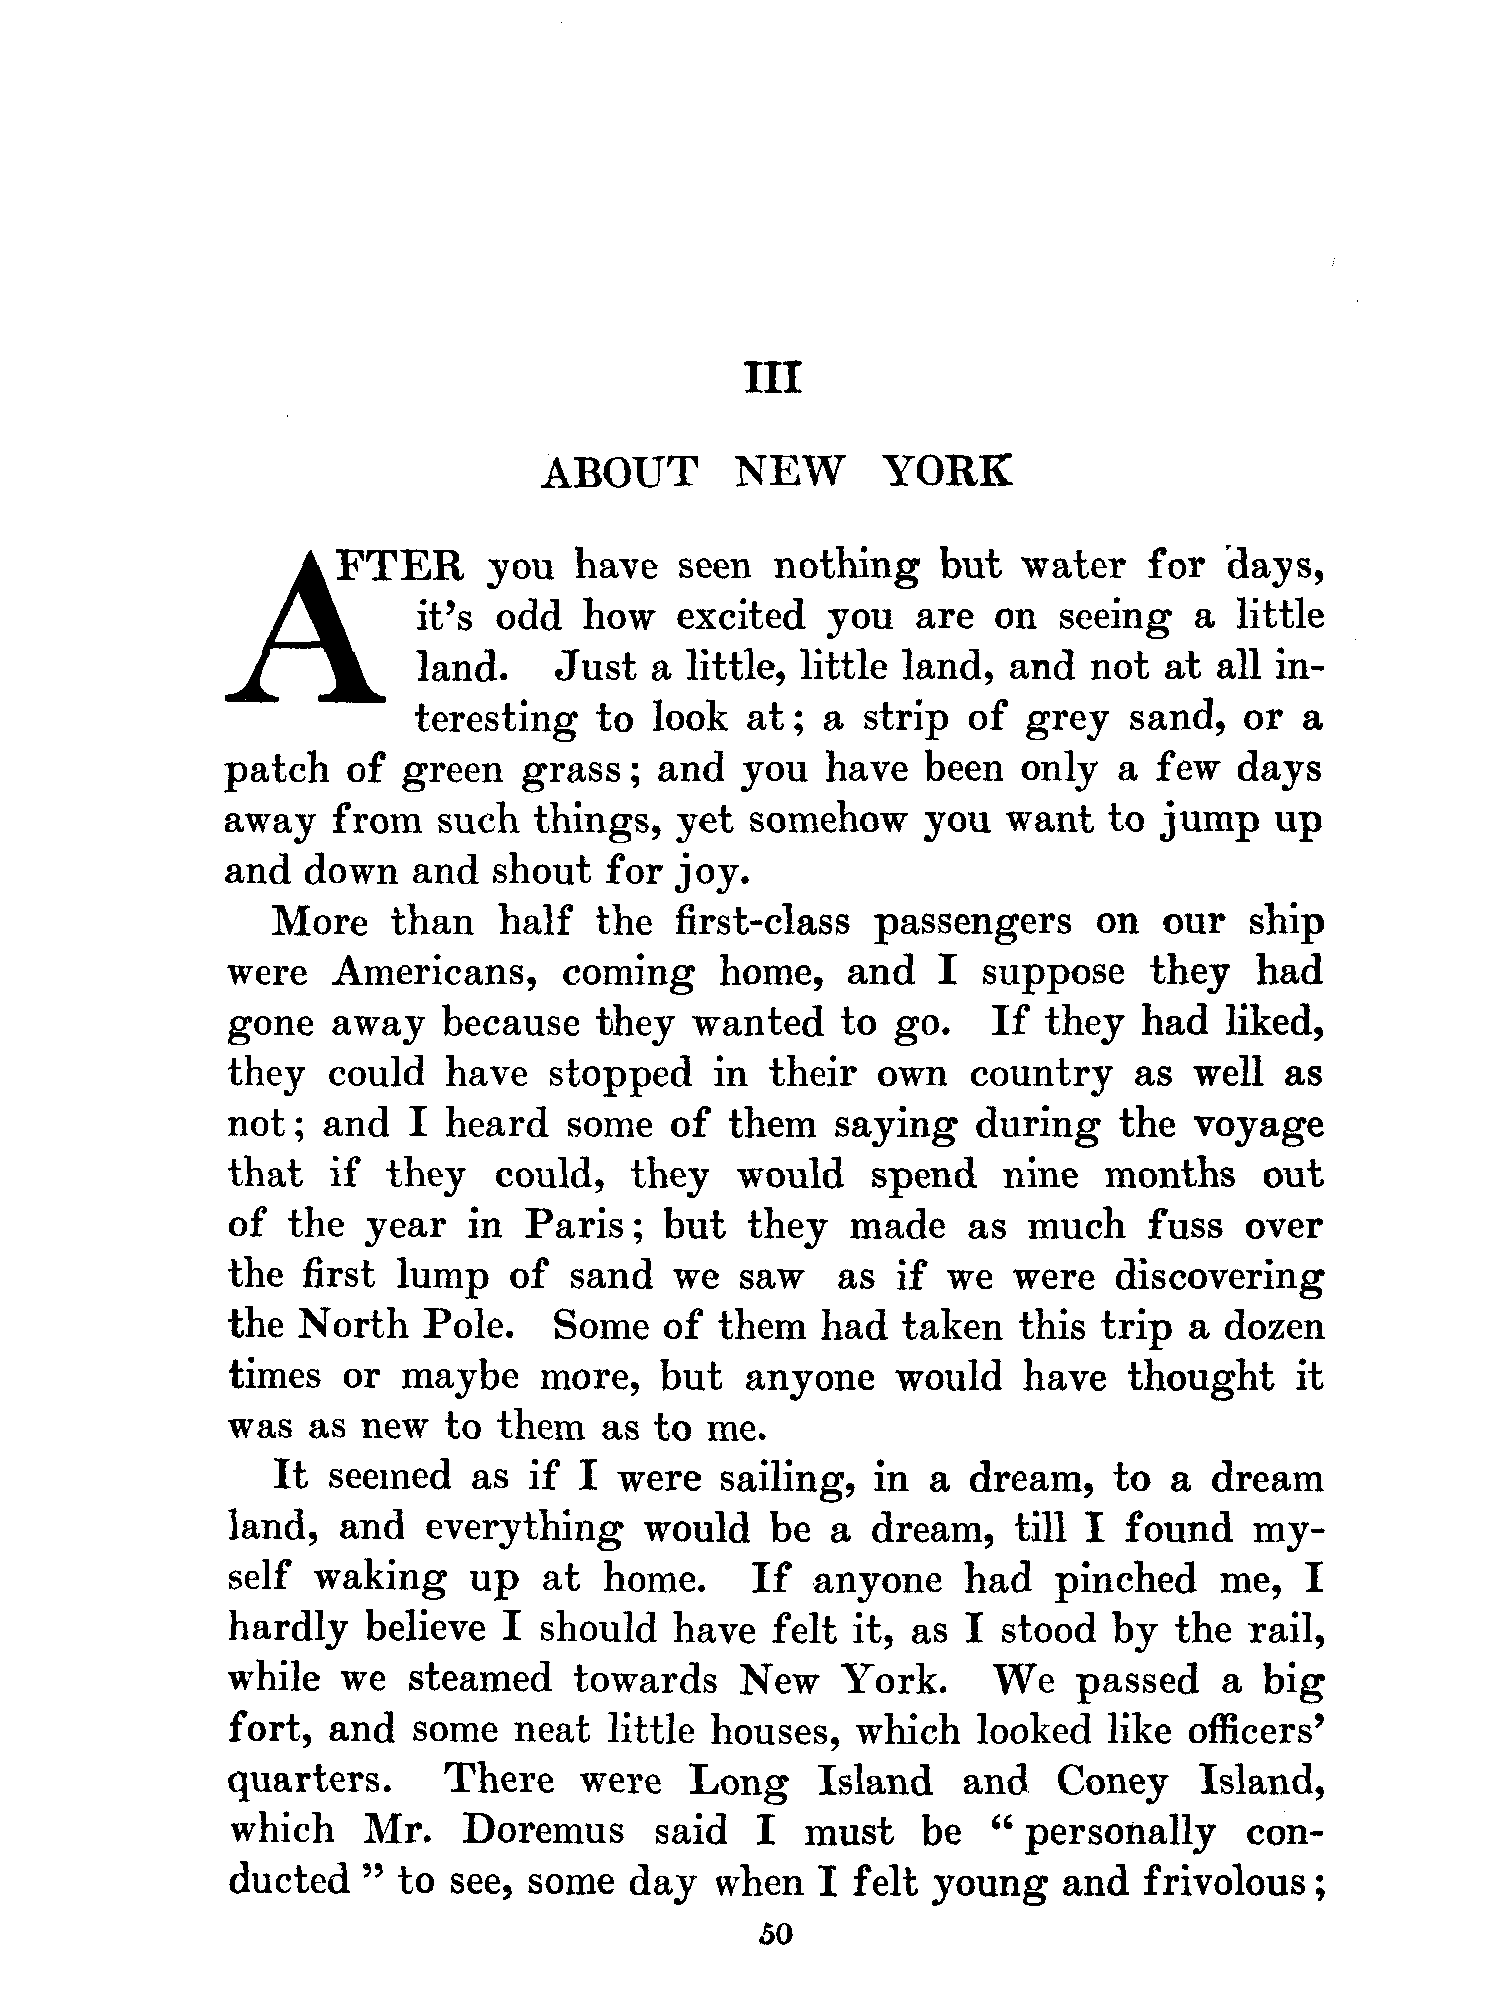 III
ABOUT NEW YORK
AFTER you have seen nothing but water for days,
it's odd how excited you are on seeing a little
land. Just a little, little land, and not at all in-
teresting to look at; a strip of grey sand, or a
patch of green grass; and you have been only a few days
away from such things, yet somehow you want to jump up
and down and shout for joy.
More than half the first-class passengers on our ship
were Americans, coming home, and I suppose they had
gone away because they wanted to go. If they had liked,
they could have stopped in their own country as well as
not; and I heard some of them saying during the voyage
that if they could, they would spend nine months out
of the year in Paris; but they made as much fuss over
the first lump of sand we saw as if we were discovering
the North Pole. Some of them had taken this trip a dozen
times or maybe more, but anyone would have thought it
was as new to them as to me.
It seemed as if I were sailing, in a dream, to a dream
land, and everything would be a dream, till I found my-
self waking up at home. If anyone had pinched me, I
hardly believe I should have felt it, as I stood by the rail,
while we steamed towards New York. We passed a big
fort, and some neat little houses, which looked like officers'
quarters. There were Long Island and Coney Island,
which Mr. Doremus said I must be "personally con-
ducted" to see, some day when I felt young and frivolous;
50